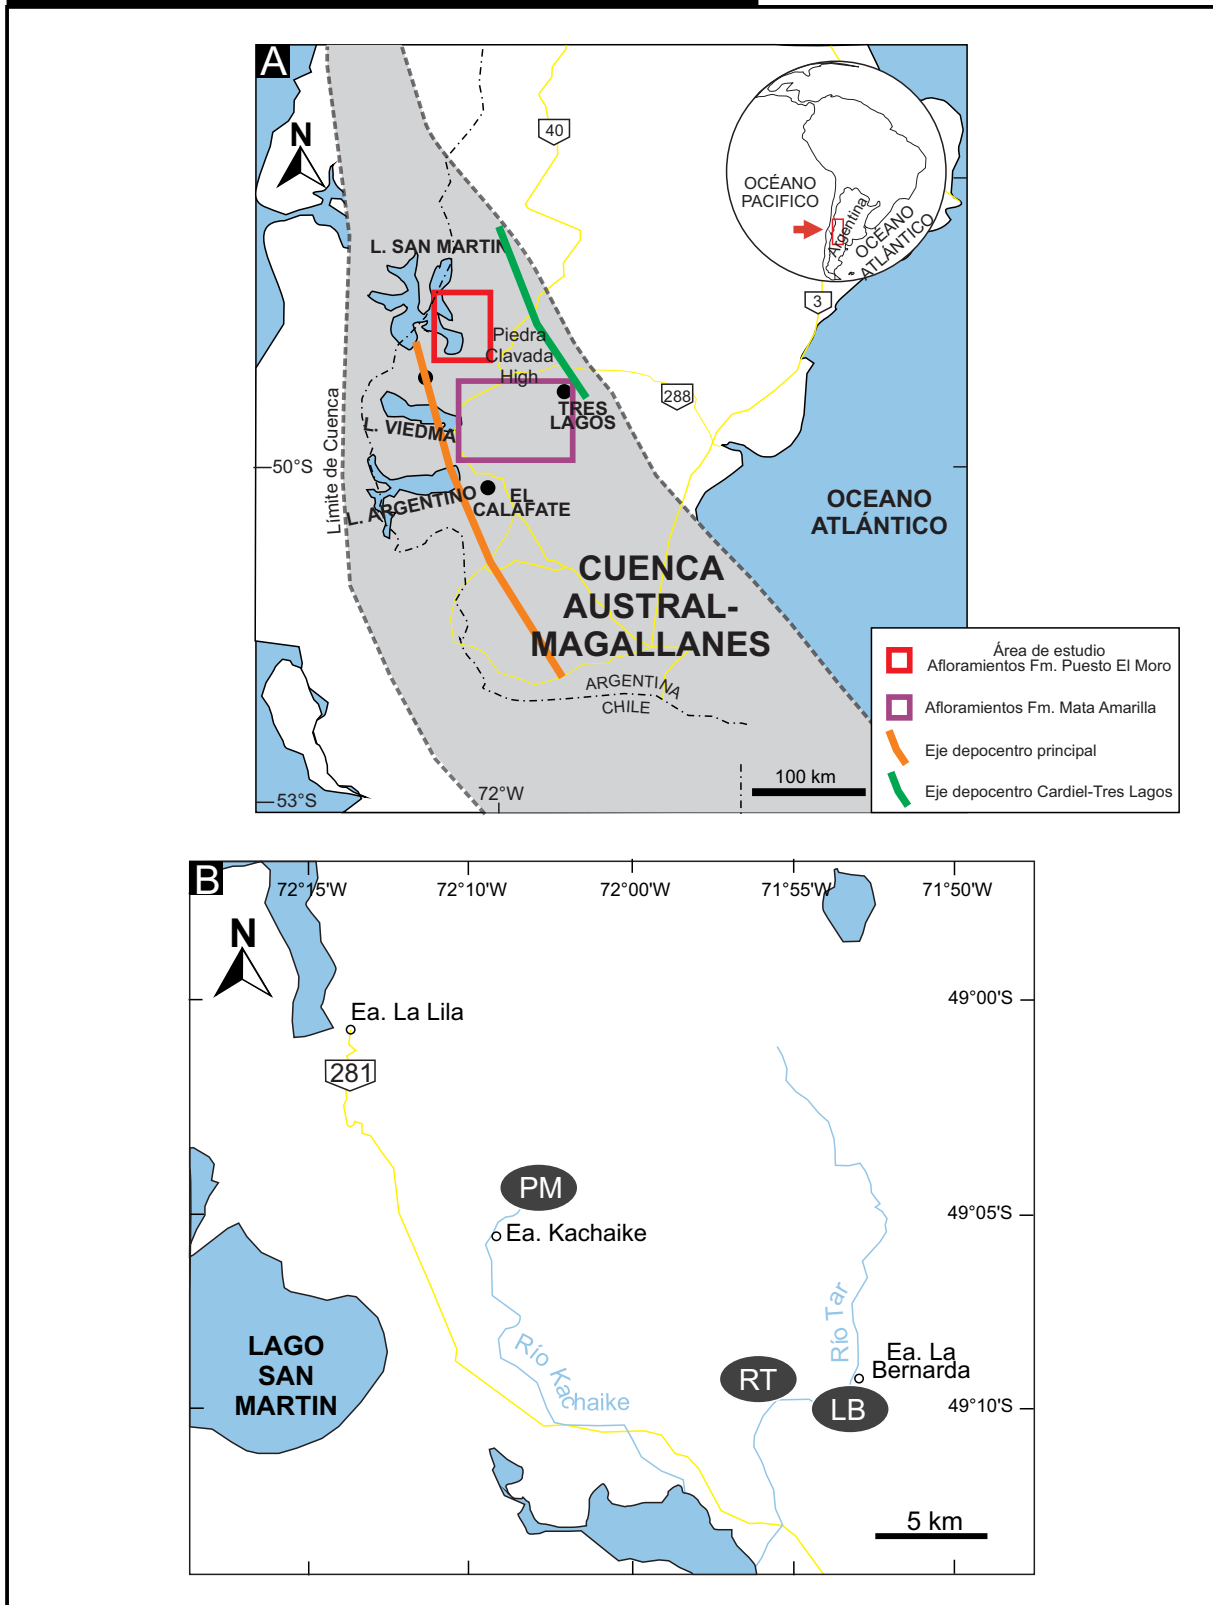 A
N
40
OCÉANO
PACIFICO
Argentina
OCÉANO
ATLÁNTICO
L. SAN MARTIN
3
Piedra
Clavada
High
288
TRES
LAGOS
L. VIEDMA
Límite de Cuenca
50°S
L. ARGENTINO
EL
CALAFATE
OCEANO
ATLÁNTICO
CUENCA
AUSTRAL-
MAGALLANES
ARGENTINA
CHILE
53°S
72°W
100 km
Área de estudio
Afloramientos Fm. Puesto El Moro
Afloramientos Fm. Mata Amarilla
Eje depocentro principal
Eje depocentro Cardiel-Tres Lagos
B
72°15'W
72°10'W
72°00'W
71°55'W
71°50'W
N
49°00'S
Ea. La Lila
281
PM
49°05'S
Ea. Kachaike
Río Tar
LAGO
SAN
MARTIN
Río Kachaike
Ea. La
Bernarda
RT
LB
49°10'S
5 km